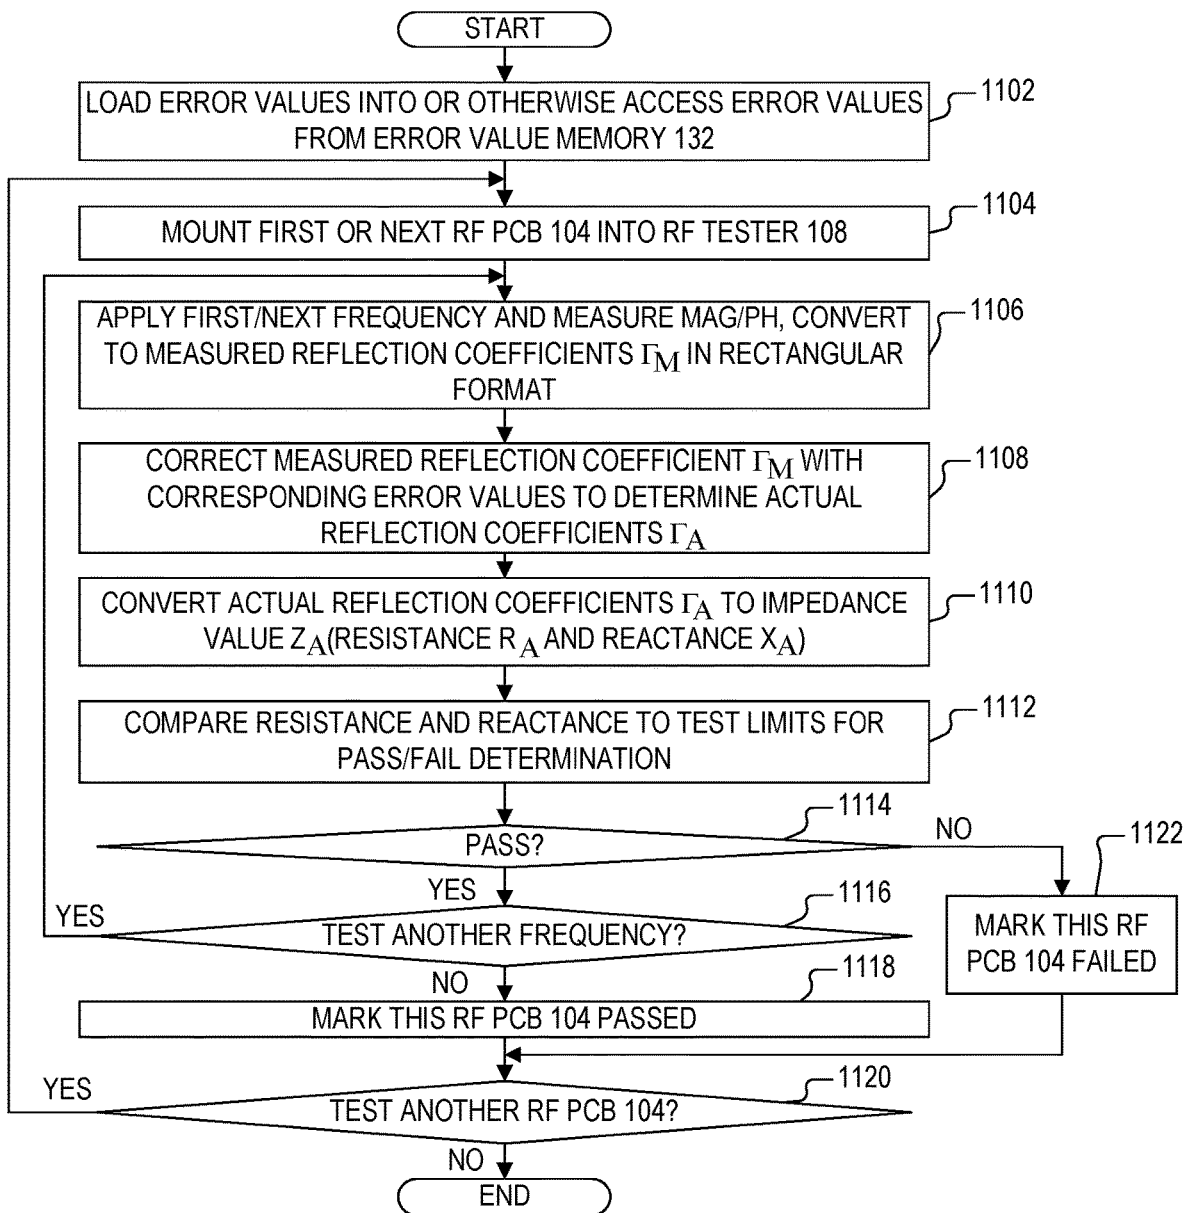 START
LOAD ERROR VALUES INTO OR OTHERWISE ACCESS ERROR VALUES
FROM ERROR VALUE MEMORY 132
1102
MOUNT FIRST OR NEXT RF PCB 104 INTO RF TESTER 108
1104
APPLY FIRST/NEXT FREQUENCY AND MEASURE MAG/PH, CONVERT
TO MEASURED REFLECTION COEFFICIENTS ΓM IN RECTANGULAR
FORMAT
1106
CORRECT MEASURED REFLECTION COEFFICIENT ΓM WITH
CORRESPONDING ERROR VALUES TO DETERMINE ACTUAL
REFLECTION COEFFICIENTS ΓA
1108
CONVERT ACTUAL REFLECTION COEFFICIENTS ΓA TO IMPEDANCE
VALUE ZA(RESISTANCE RA AND REACTANCE XA)
1110
COMPARE RESISTANCE AND REACTANCE TO TEST LIMITS FOR
PASS/FAIL DETERMINATION
1112
PASS?
1114
NO
YES
1122
MARK THIS RF
PCB 104 FAILED
TEST ANOTHER FREQUENCY?
1116
YES
NO
MARK THIS RF PCB 104 PASSED
1118
TEST ANOTHER RF PCB 104?
1120
YES
NO
END